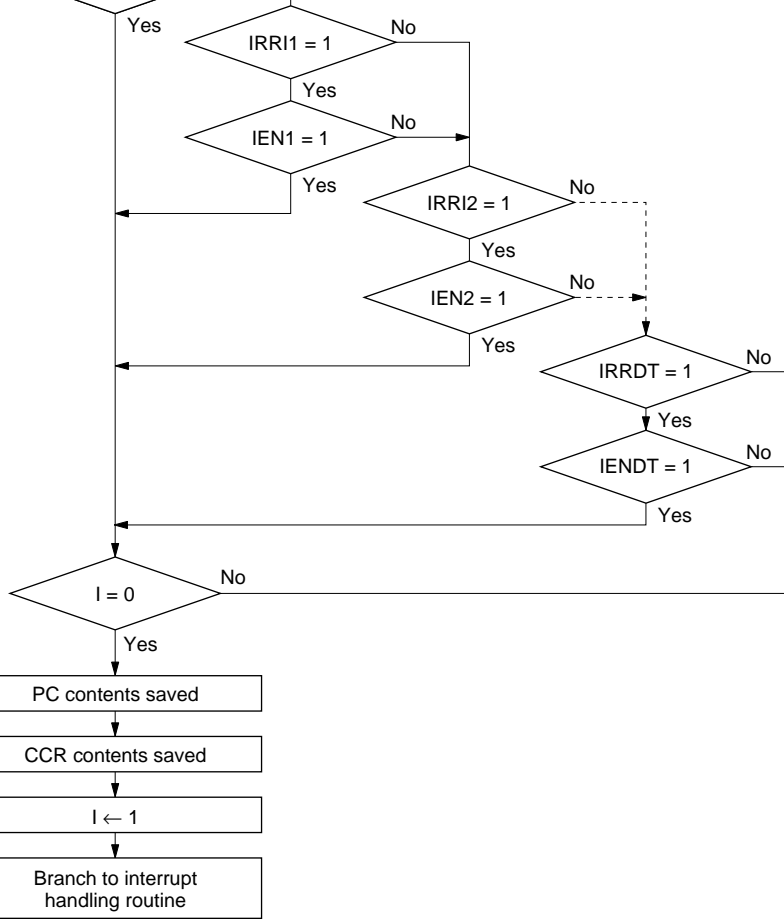 Yes
IRRI1 = 1
No
Yes
IEN1 = 1
No
Yes
IRRI2 = 1
No
Yes
IEN2 = 1
No
Yes
IRRDT = 1
No
Yes
IENDT = 1
No
Yes
I = 0
No
Yes
PC contents saved
CCR contents saved
I ← 1
Branch to interrupt
handling routine